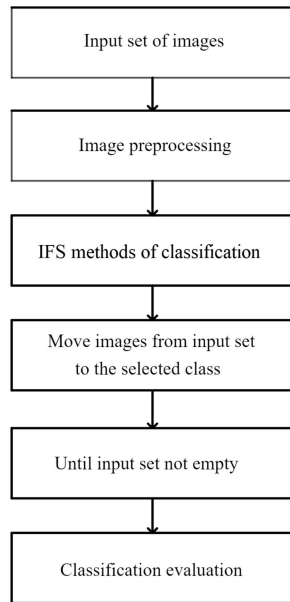 Input set of images
Image preprocessing
IFS methods of classification
Move images from input set
to the selected class
Until input set not empty
Classification evaluation